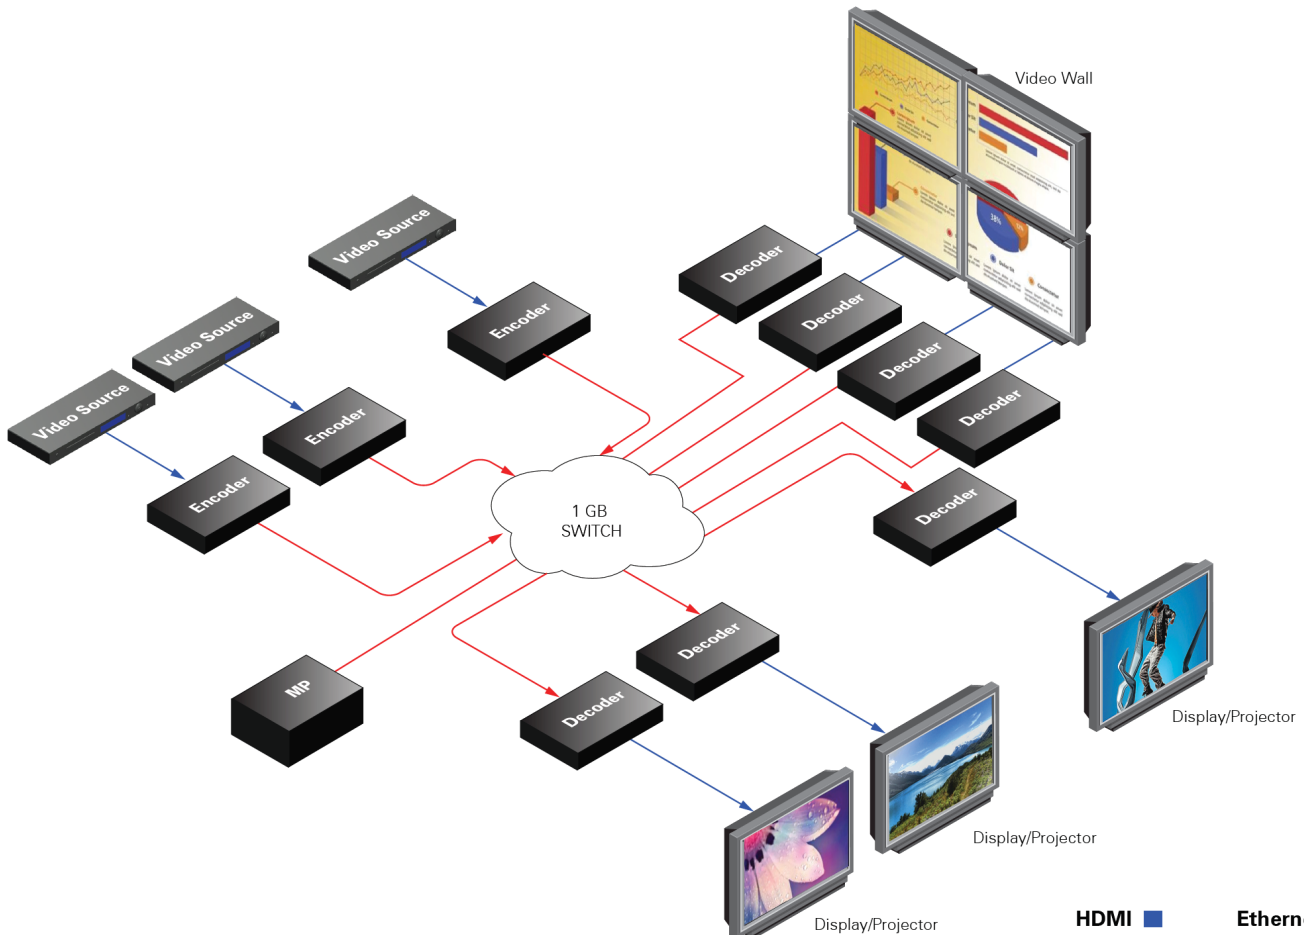 Video Wall
38%
Video Source
Decoder
Decoder
Encoder
Video Source
Decoder
Video Source
Decoder
Encoder
Encoder
Decoder
1 GB
SWITCH
Decoder
MP
Decoder
Display/Projector
Display/Projector
Display/Projector
HDMI